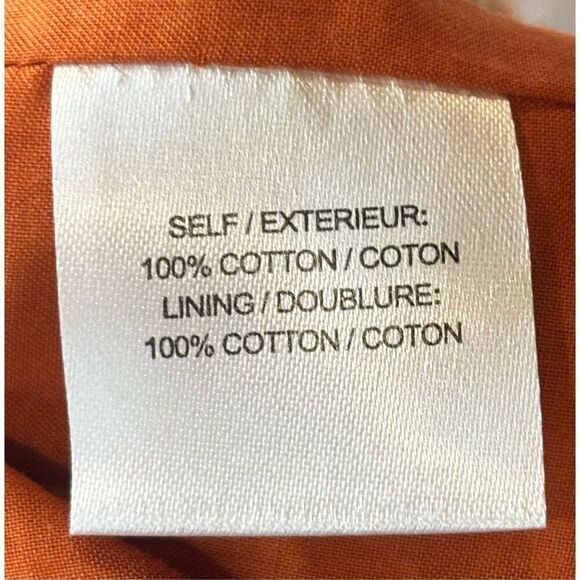 SELF / EXTERIEUR:
100% COTTON / COTON
LINING / DOUBLURE:
100% COTTON / COTON